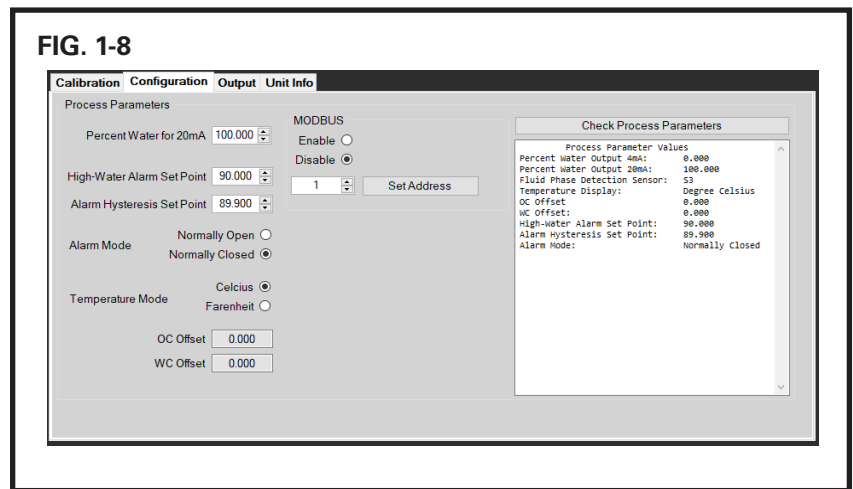 FIG. 1-8
Calibration Configuration Output Unit Info
Process Parameters
Percent Water for 20mA 100.000
High-Water Alarm Set Point 90.000
Alarm Hysteresis Set Point 89.900
Alarm Mode
Normally Open
Normally Closed
Temperature Mode
Celcius
Farenheit
OC Offset 0.000
WC Offset 0.000
MODBUS
Enable
Disable
1 Set Address
Check Process Parameters
Process Parameter Values
Percent Water Output 4mA: 0.000
Percent Water Output 20mA: 100.000
Fluid Phase Detection Sensor: S3
Temperature Display: Degree Celsius
OC Offset 0.000
WC Offset: 0.000
High-Water Alarm Set Point: 90.000
Alarm Hysteresis Set Point: 89.900
Alarm Mode: Normally Closed